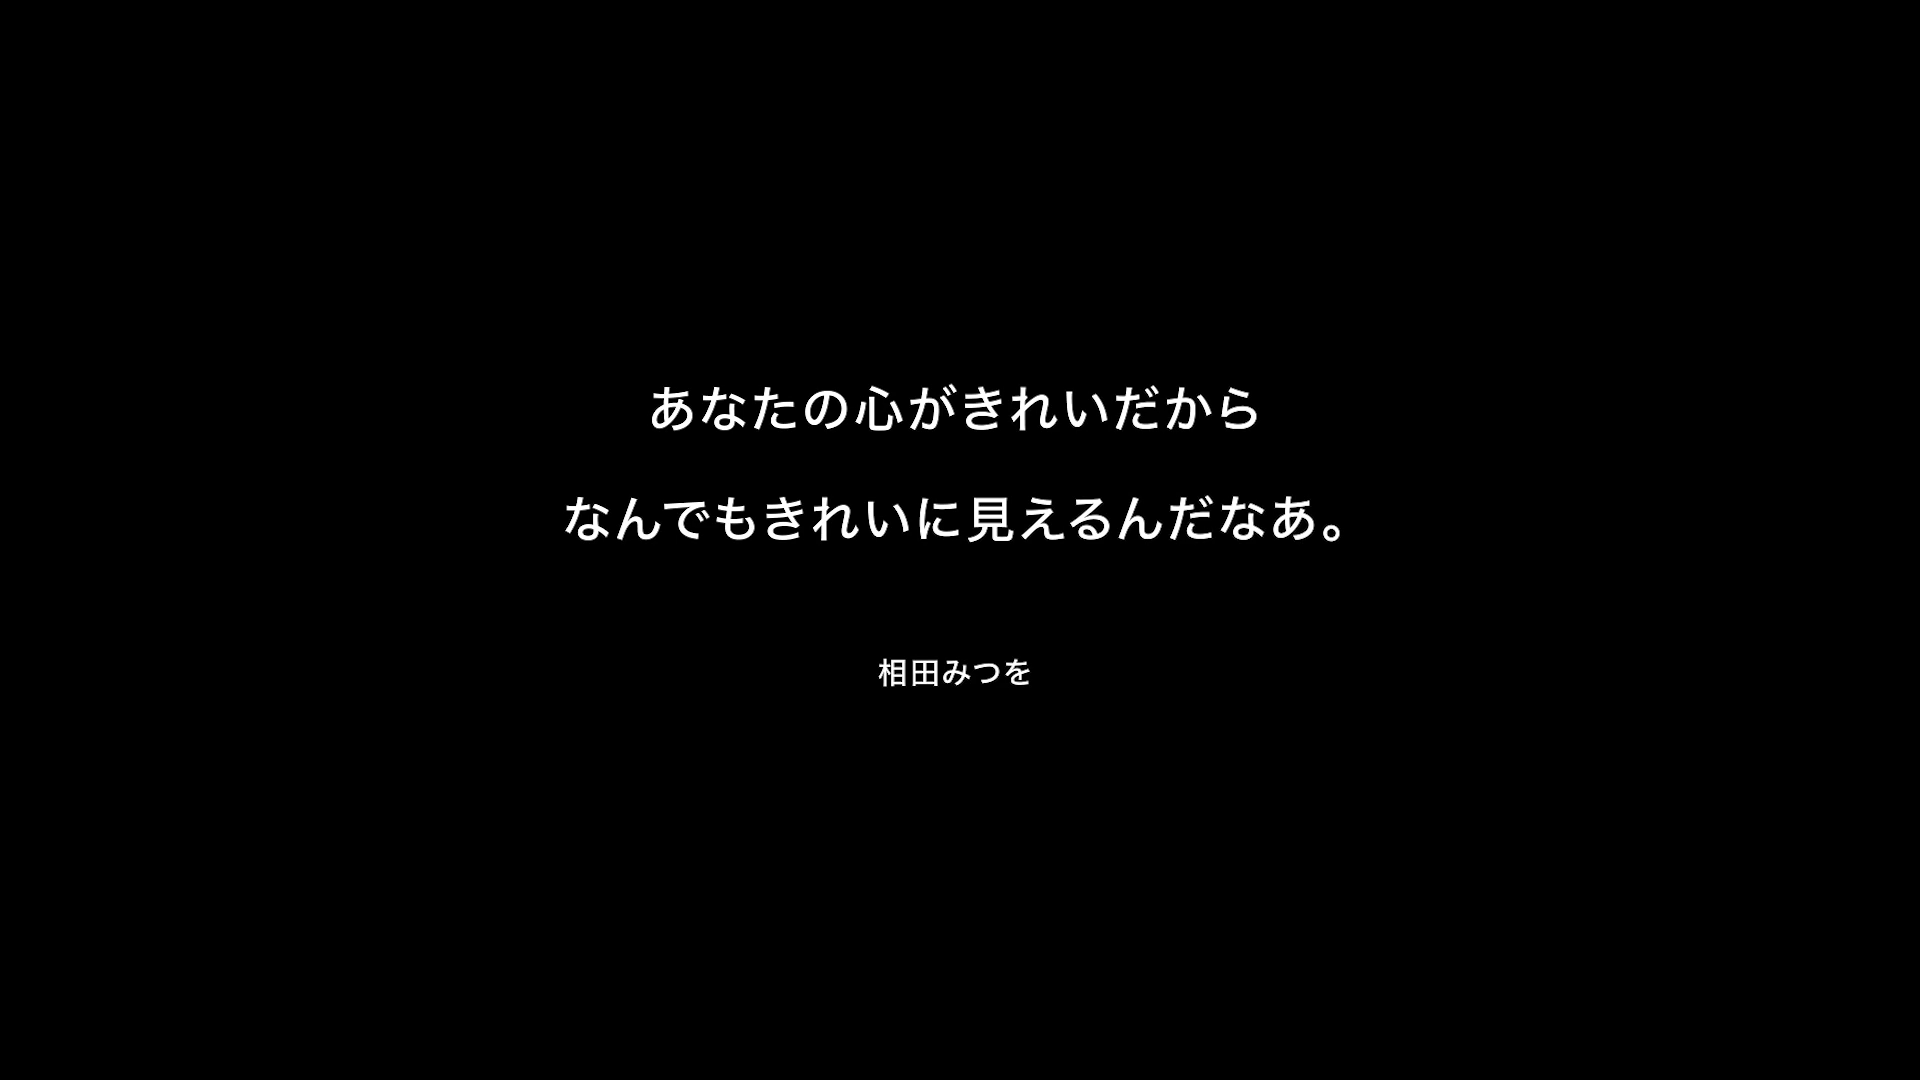 あなたの心がきれいだから
なんでもきれいに見えるんだなあ。
相田みつを